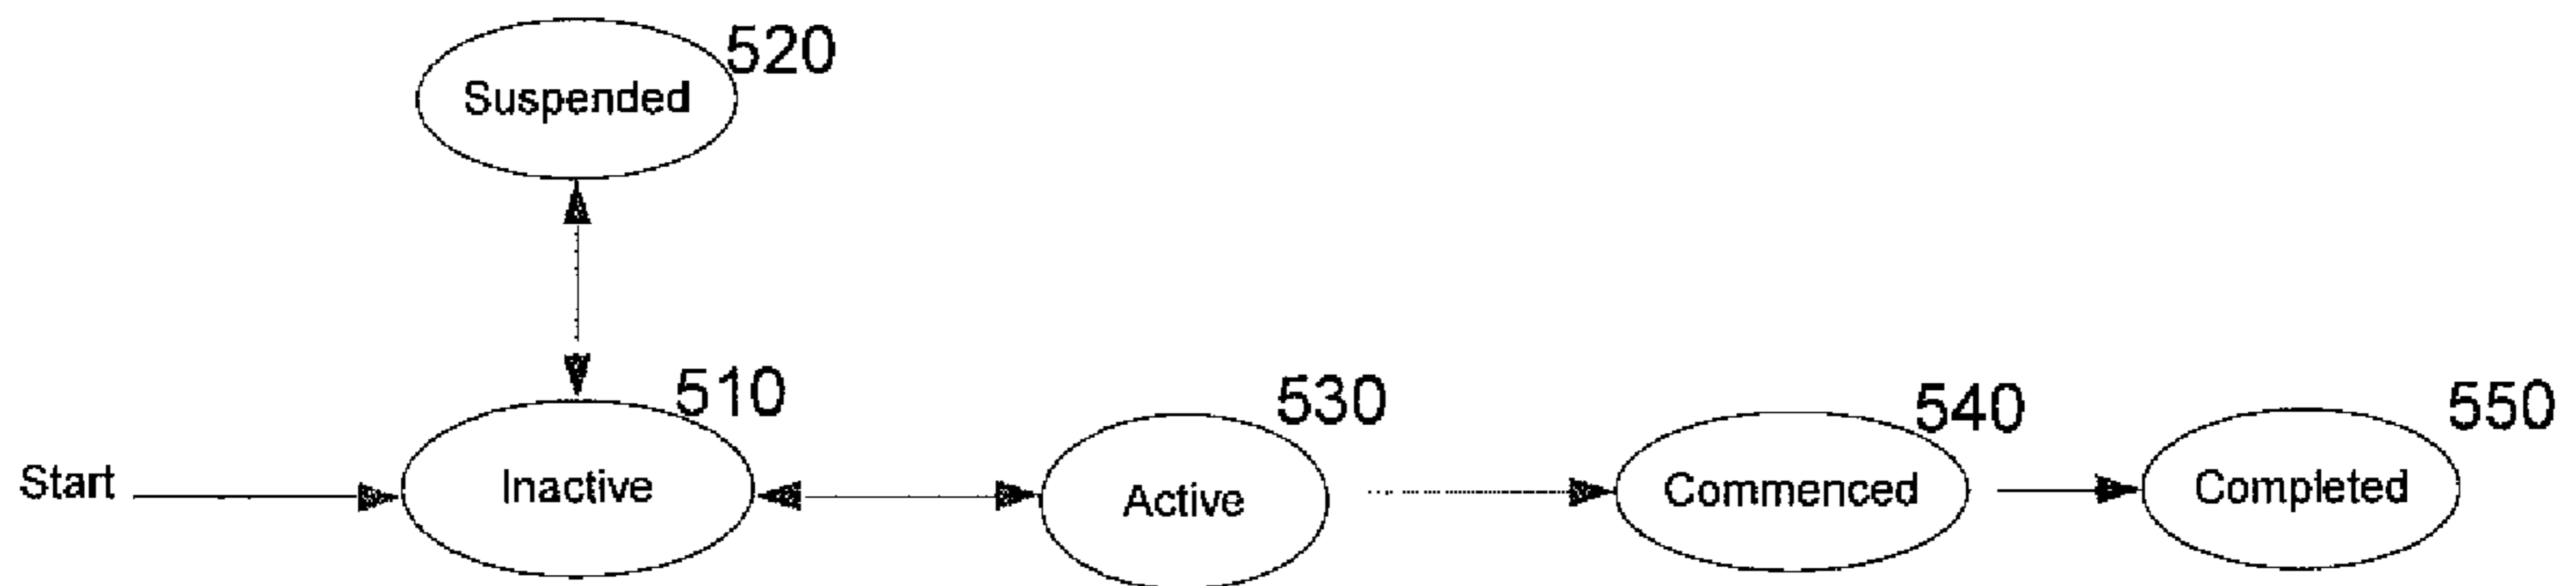 520
Suspended
510
530
540
550
Start
Inactive
Active
Commenced
Completed